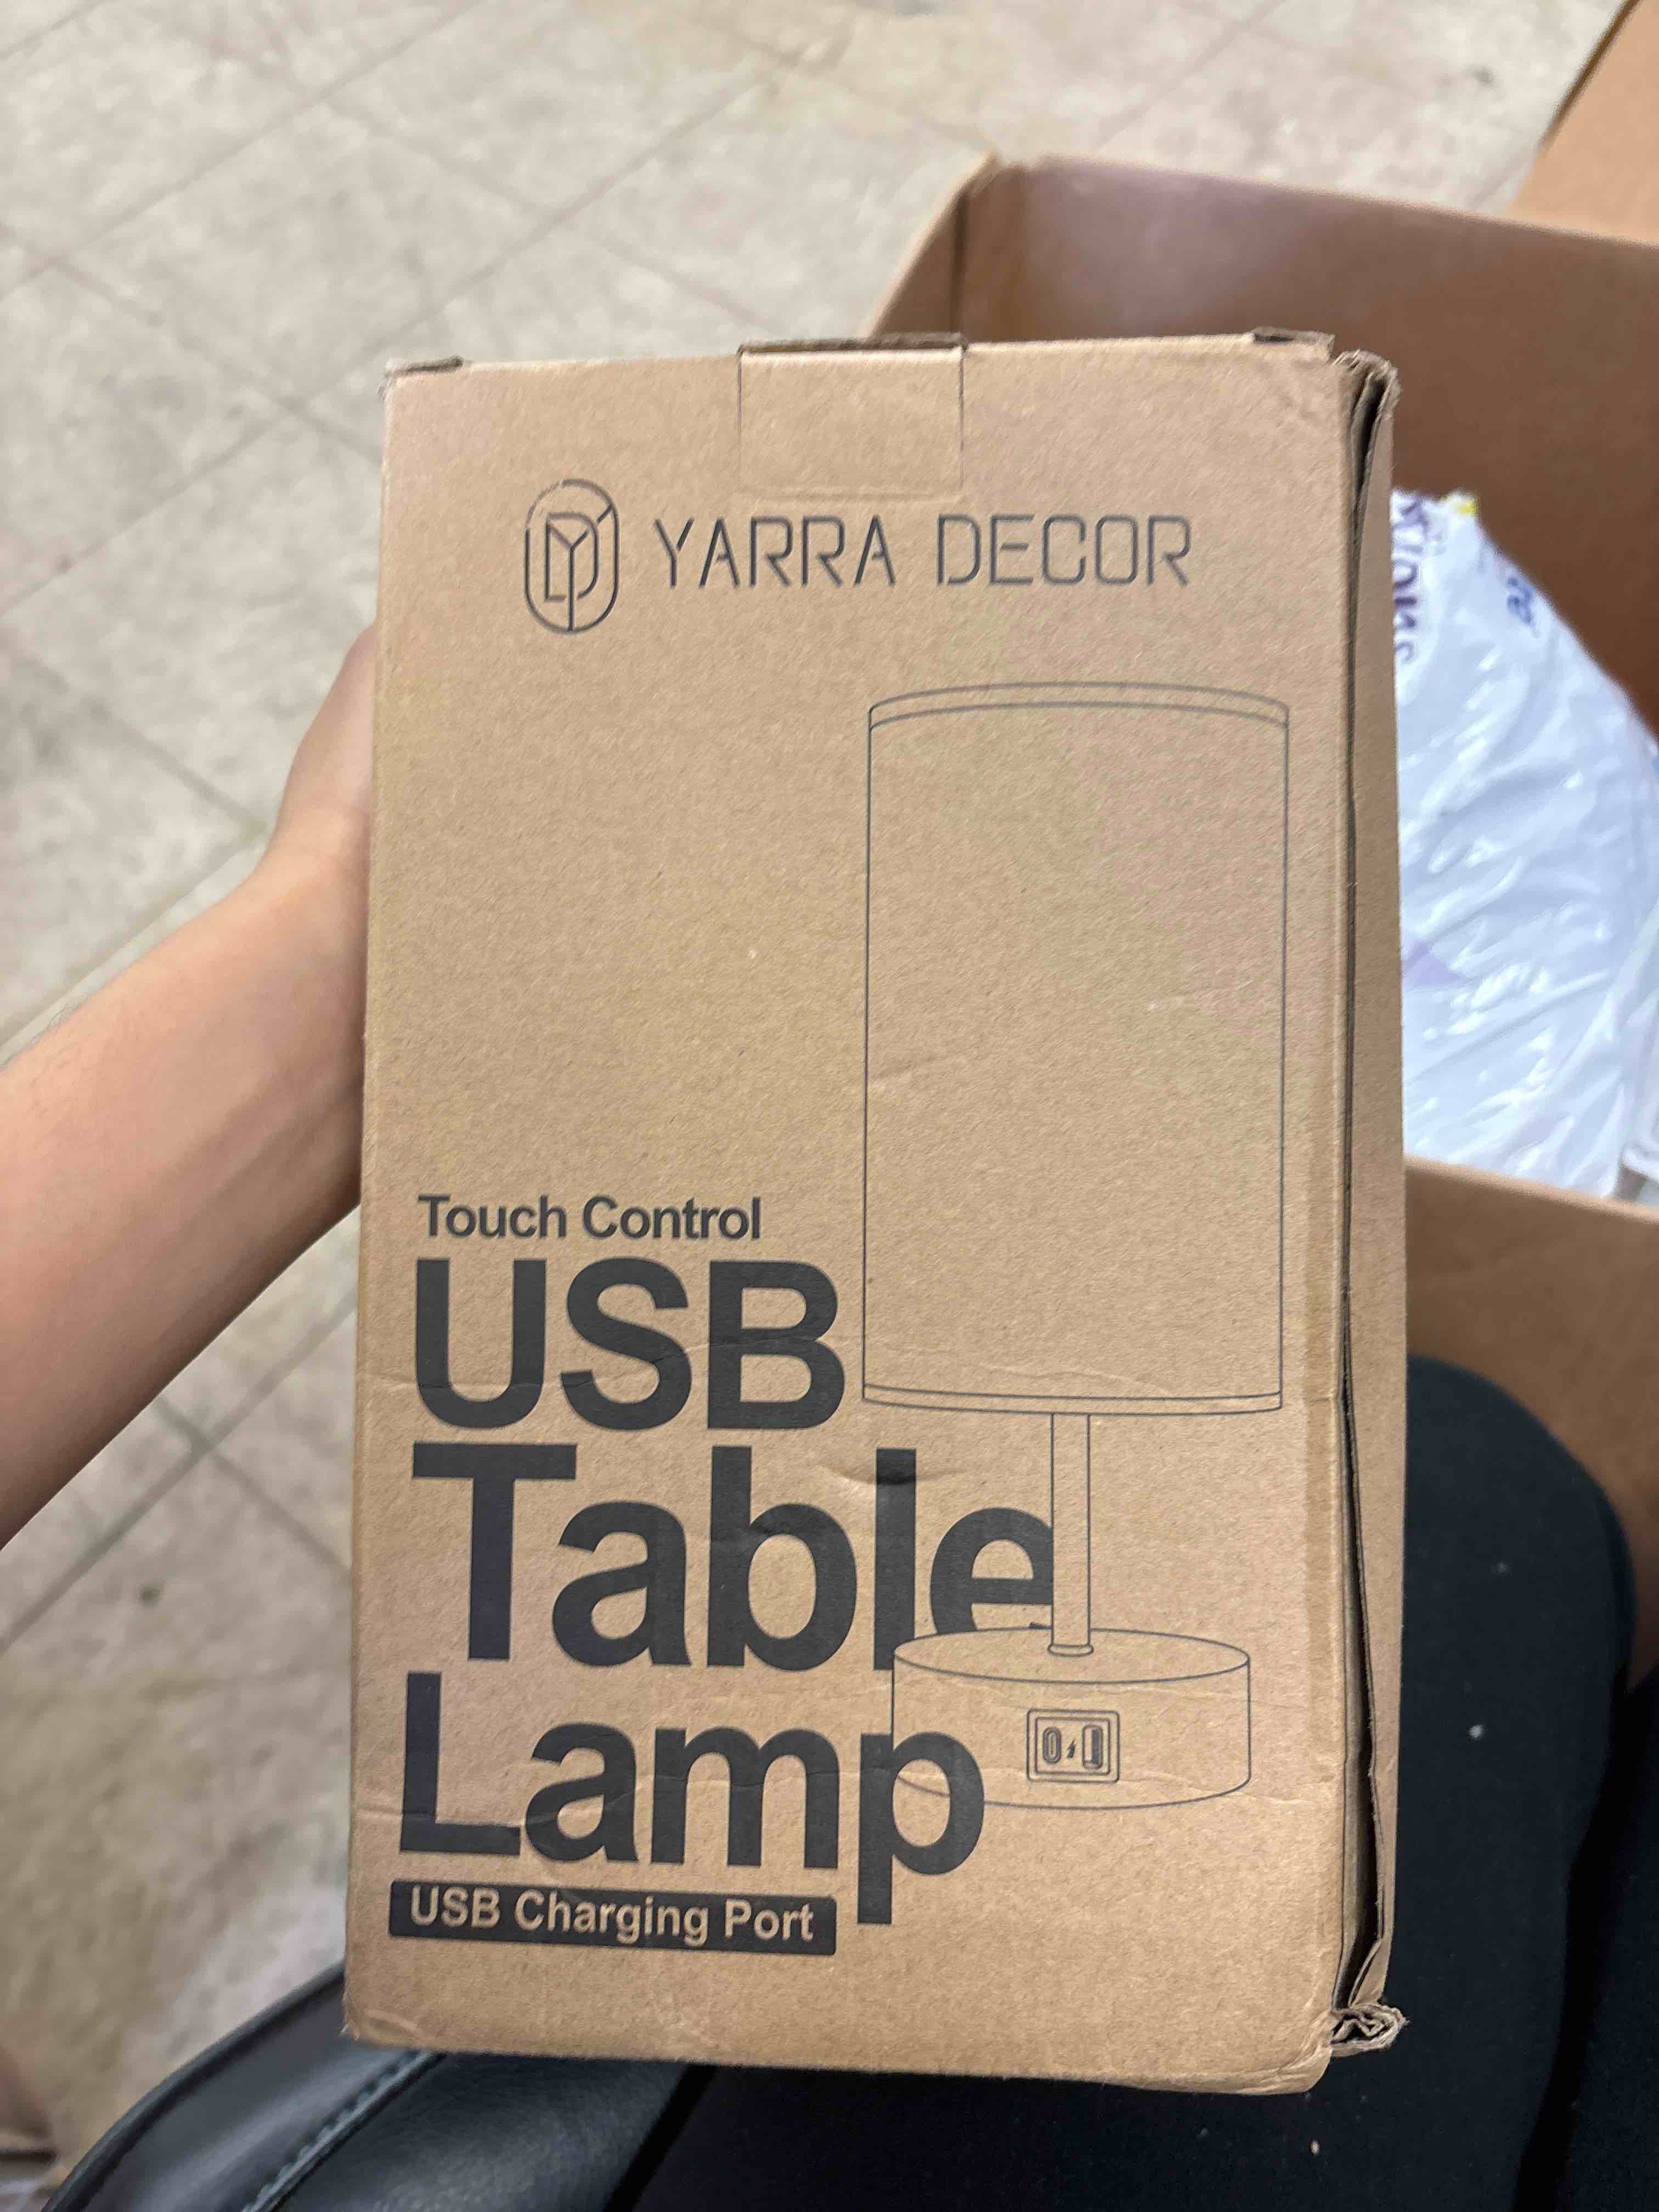 YARRA DECOR
Touch Control
USB
Table
Lamp
USB Charging Port